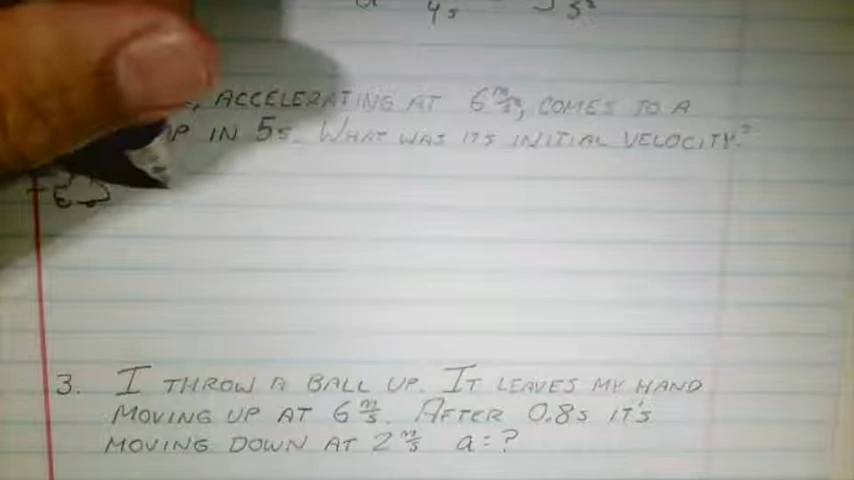 4s
, ACCELERATING AT 6 m/s², COMES TO A
P IN 5s. WHAT WAS ITS INITIAL VELOCITY?
3. I THROW A BALL UP. IT LEAVES MY HAND
MOVING UP AT 6 m/s. AFTER 0.8s IT'S
MOVING DOWN AT 2 m/s a=?